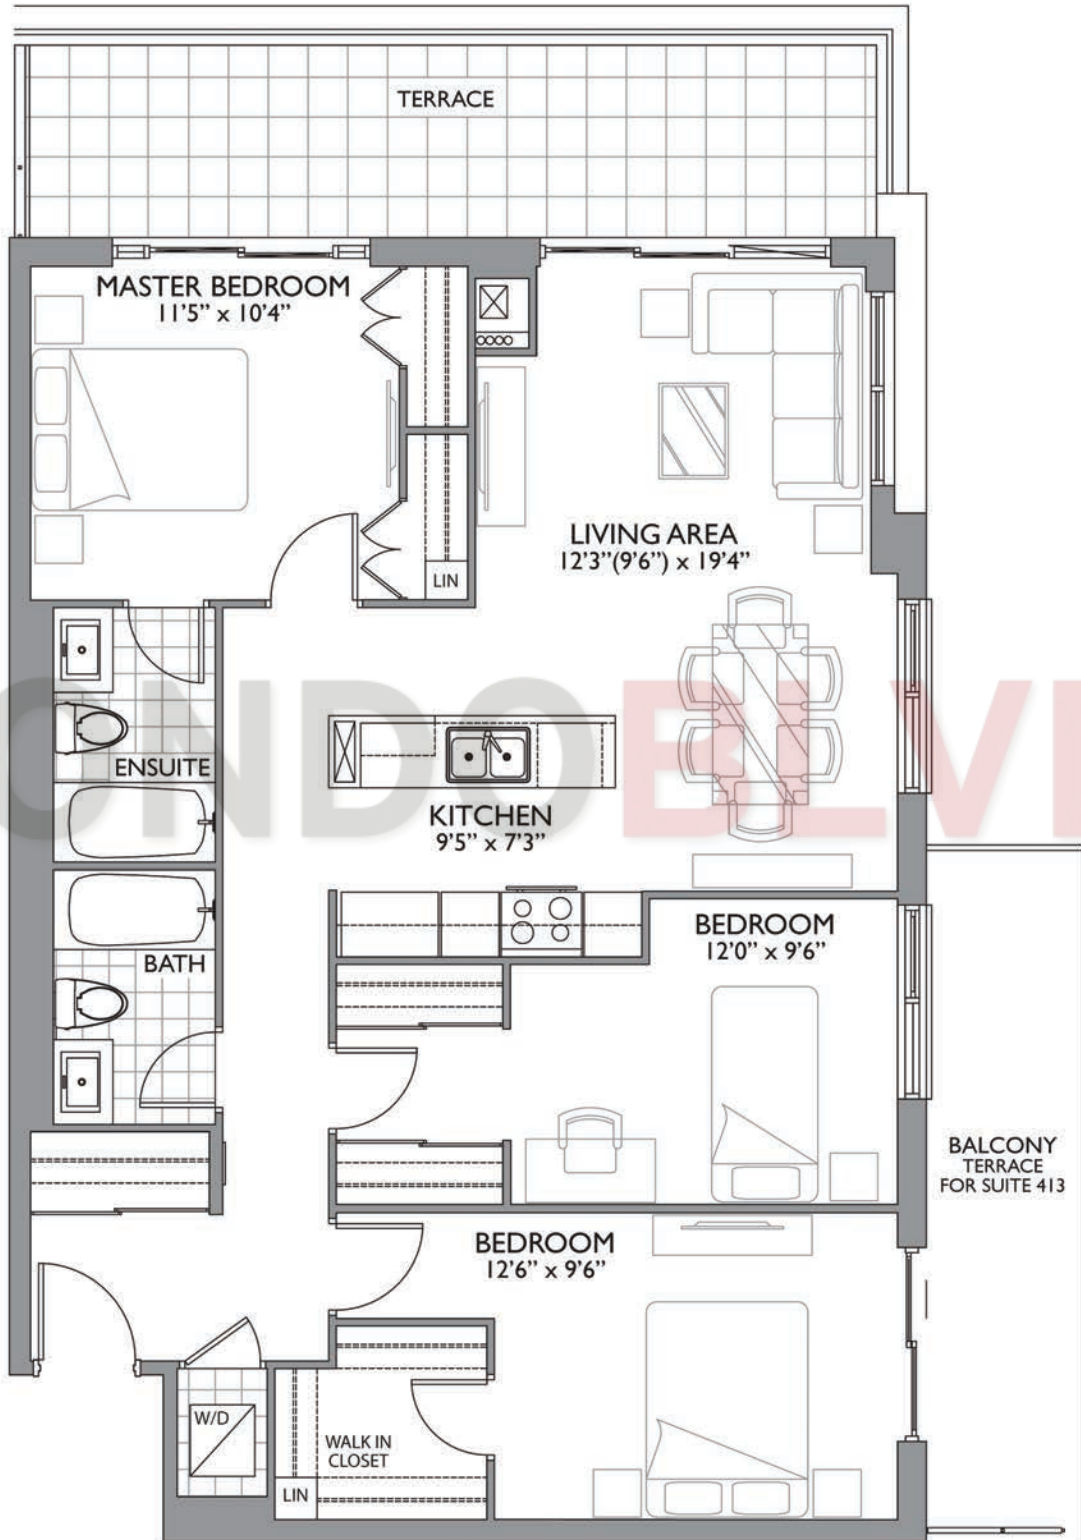 TERRACE
MASTER BEDROOM
11'5" x 10'4"
LIN
LIVING AREA
12'3"(9'6") x 19'4"
ENSUITE
ONDOBLV
KITCHEN
9'5" x 7'3"
BEDROOM
12'0" x 9'6"
BATH
BALCONY
TERRACE
FOR SUITE 413
BEDROOM
12'6" x 9'6"
W/D
WALK IN
CLOSET
LIN